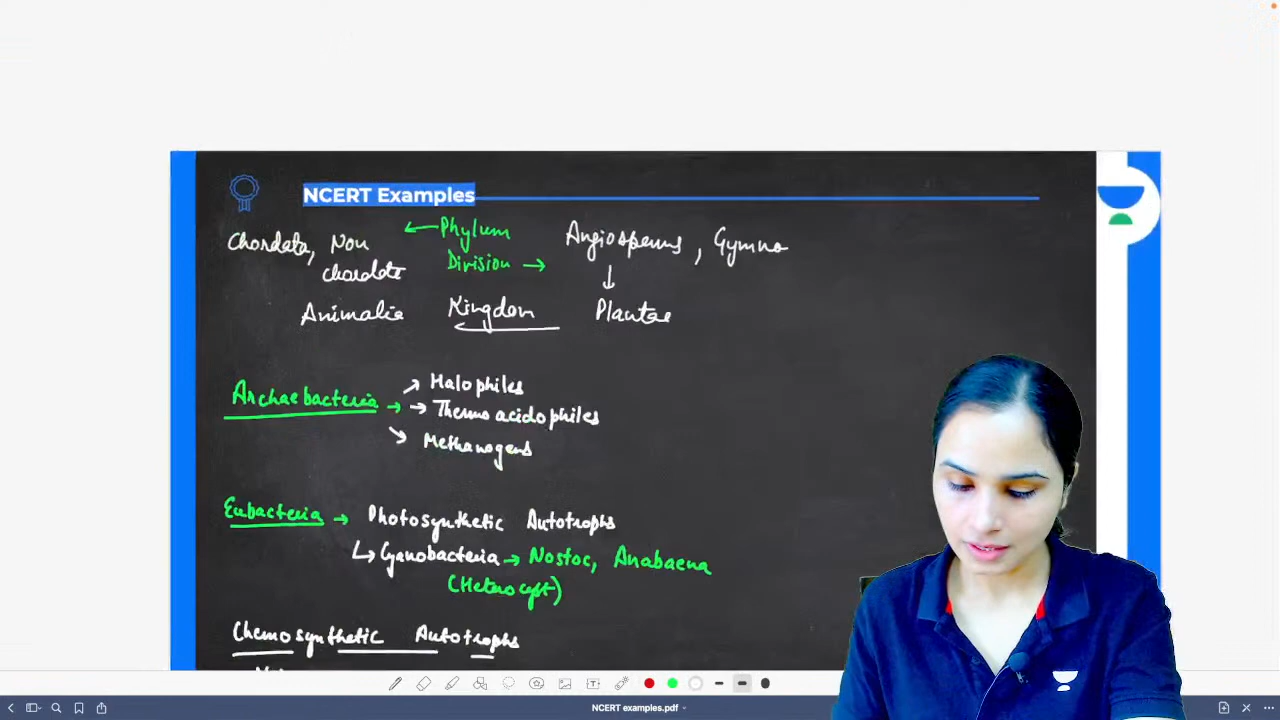 NCERT Examples
Chordata, Non chordate ← Phylum
Division → Angiosperms, Gymno
↓
Animalia Kingdom Plantae
Archaebacteria → Halophiles
→ Thermoacidophiles
→ Methanogens
Eubacteria → Photosynthetic Autotrophs
↳ Cyanobacteria → Nostoc, Anabaena
(Heterocyst)
Chemosynthetic Autotrophs
NCERT examples.pdf